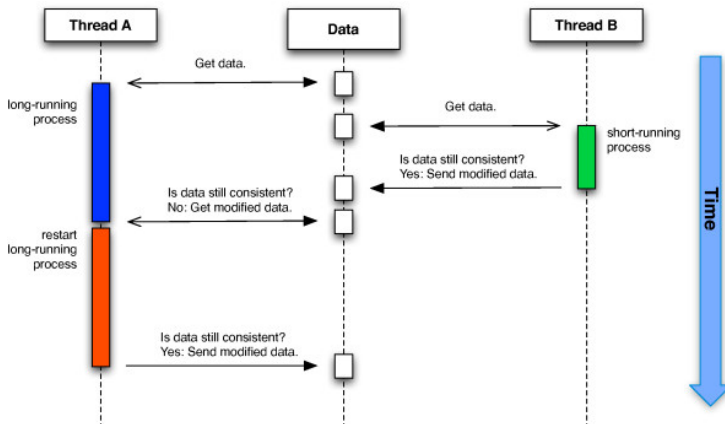 Thread A
Data
Thread B
Get data.
long-running
process
Get data.
short-running
process
Is data still consistent?
Yes: Send modified data.
Is data still consistent?
No: Get modified data.
restart
long-running
process
Is data still consistent?
Yes: Send modified data.
Time